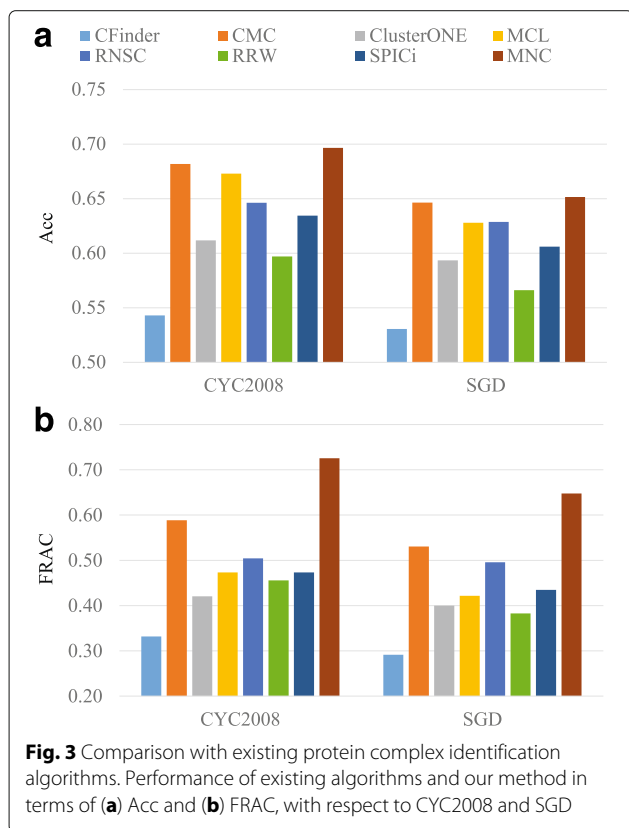 a
CFinder CMC ClusterONE MCL
RNSC RRW SPICi MNC
0.75
0.70
0.65
0.60
0.55
0.50
Acc
CYC2008 SGD
b
0.80
0.70
0.60
0.50
0.40
0.30
0.20
FRAC
CYC2008 SGD
Fig. 3 Comparison with existing protein complex identification
algorithms. Performance of existing algorithms and our method in
terms of (a) Acc and (b) FRAC, with respect to CYC2008 and SGD